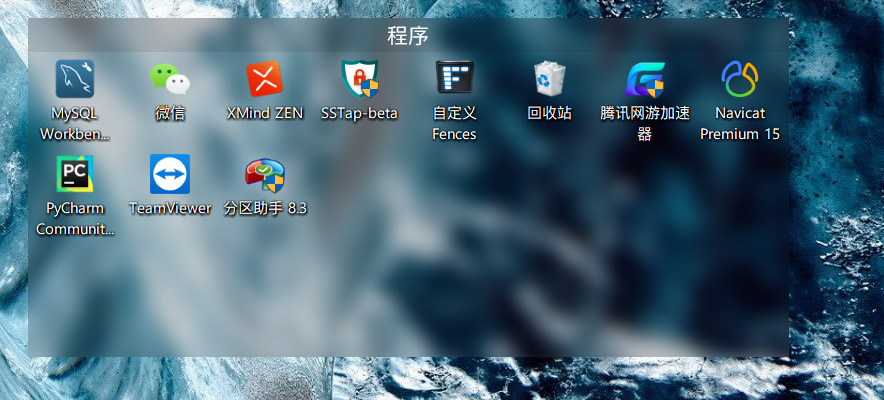 程序
MySQL
Workben...
微信
XMind ZEN
SSTap-beta
自定义
Fences
回收站
腾讯网游加速
器
Navicat
Premium 15
PC
PyCharm
Communit...
TeamViewer
分区助手 8.3